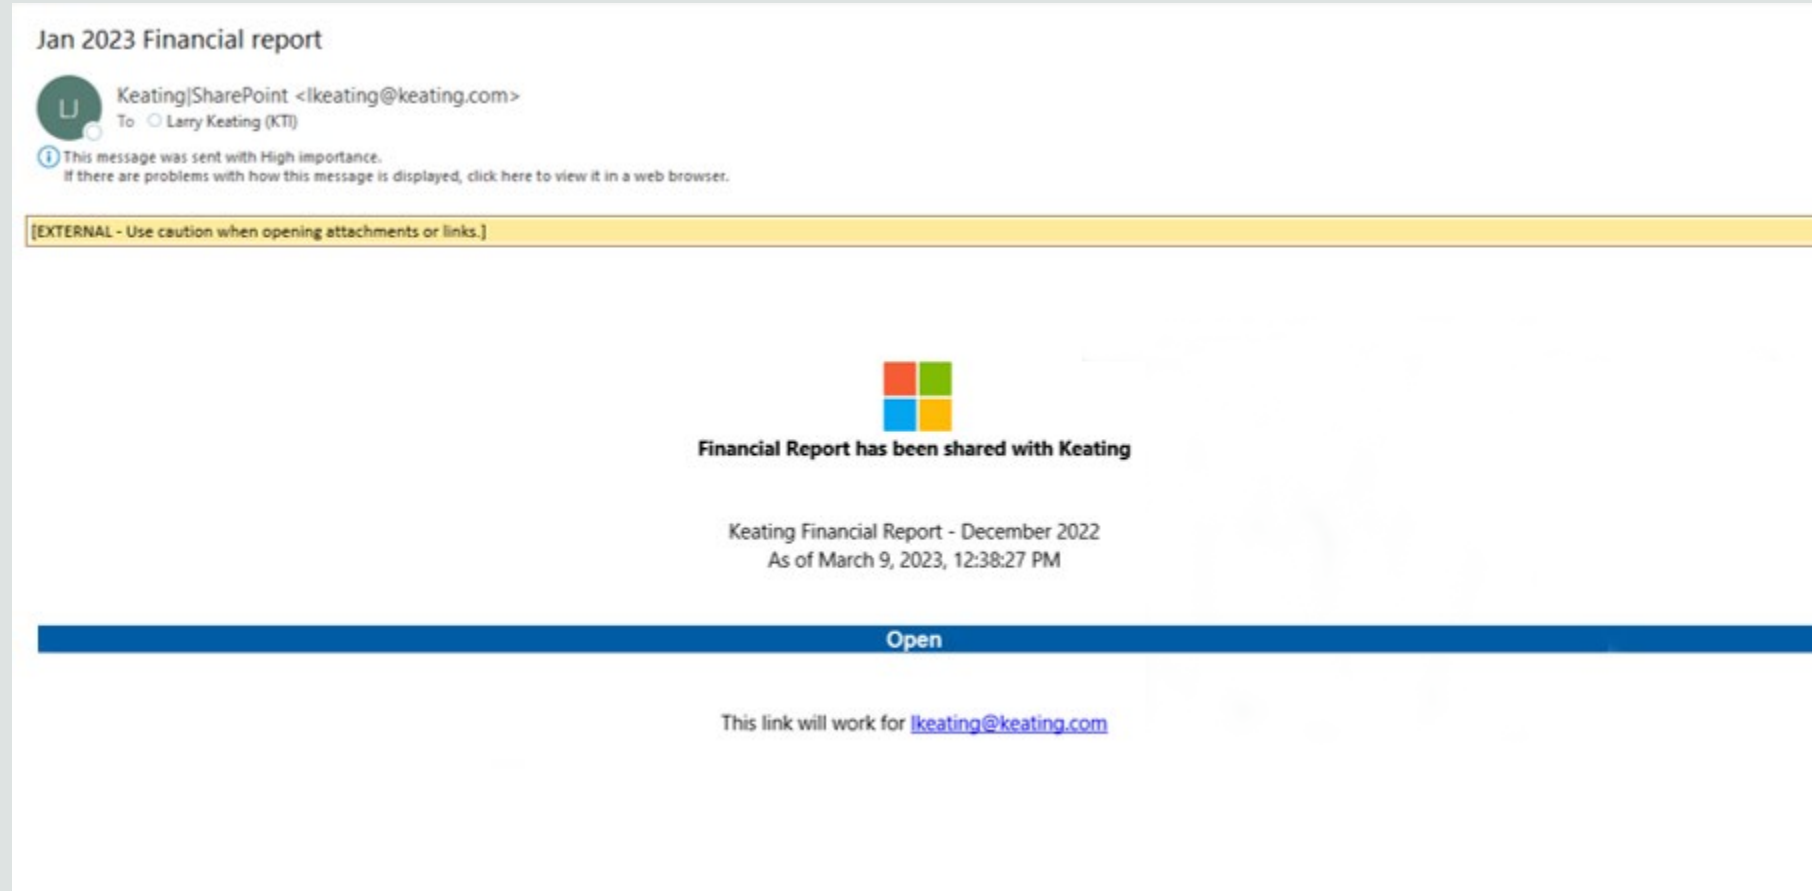 Jan 2023 Financial report
LJ
Keating|SharePoint <lkeating@keating.com>
To Larry Keating (KTI)
This message was sent with High importance.
If there are problems with how this message is displayed, click here to view it in a web browser.
[EXTERNAL - Use caution when opening attachments or links.]
Financial Report has been shared with Keating
Keating Financial Report - December 2022
As of March 9, 2023, 12:38:27 PM
Open
This link will work for lkeating@keating.com